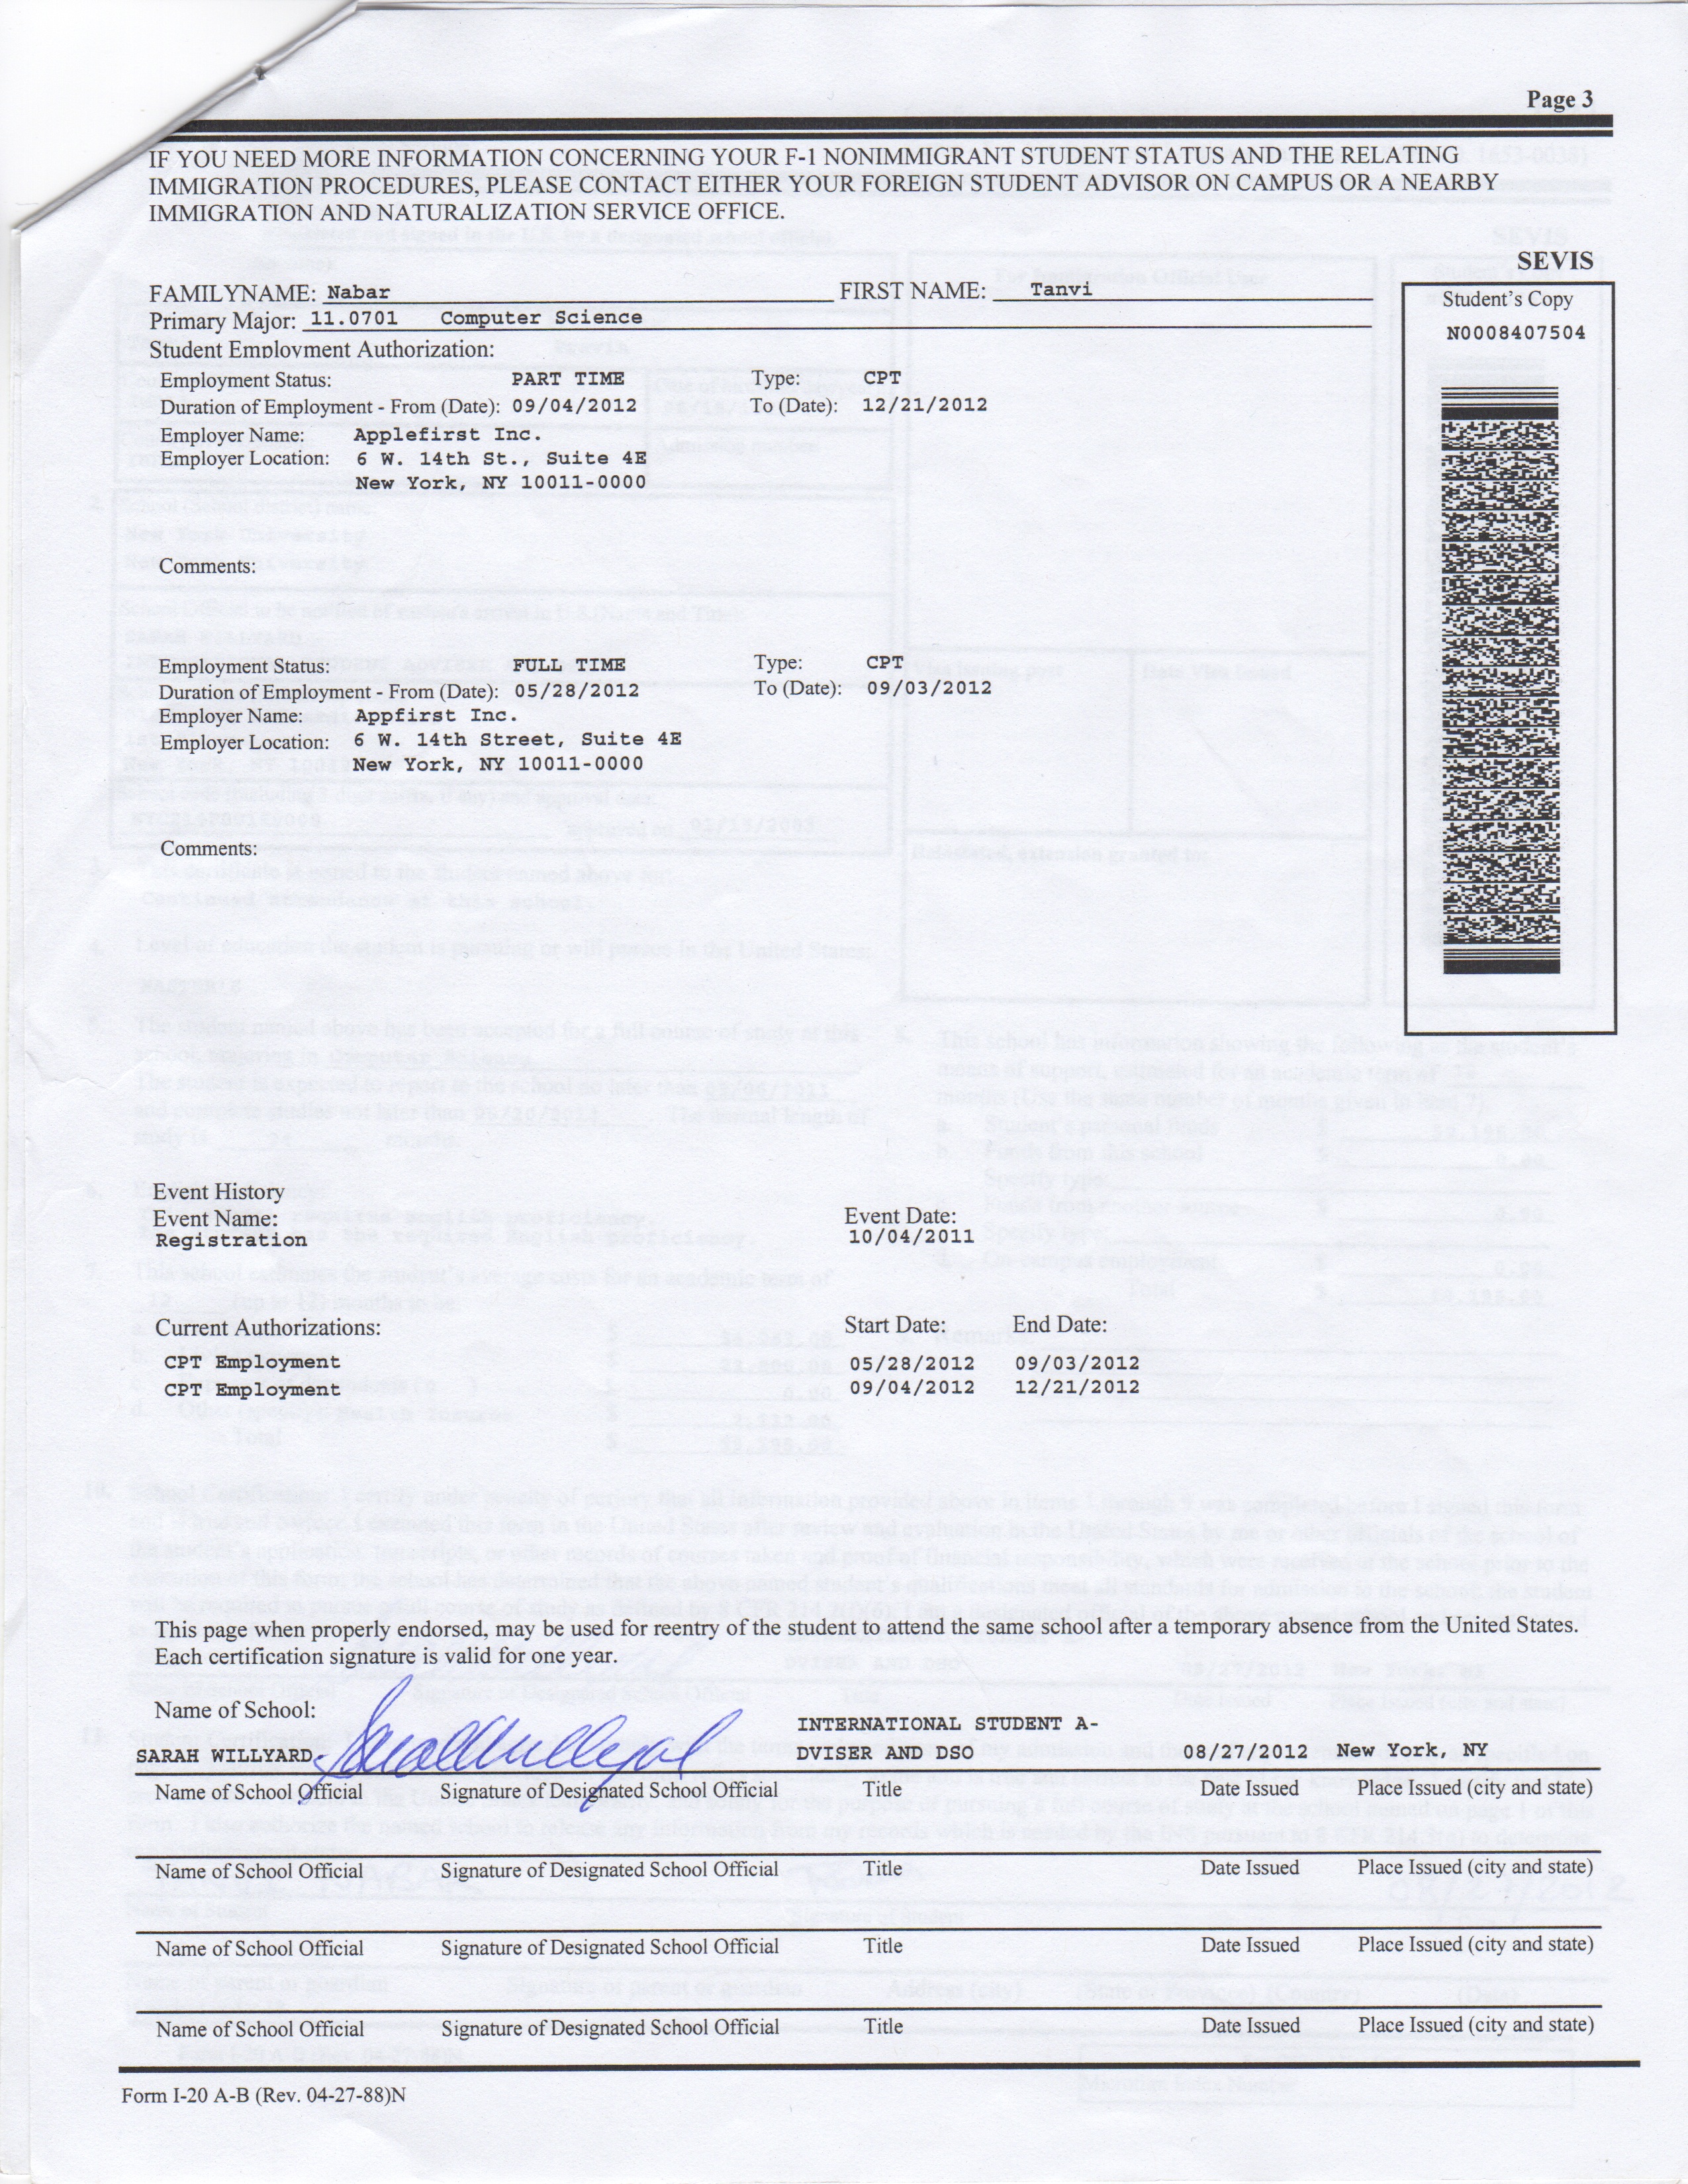 Page 3
IF YOU NEED MORE INFORMATION CONCERNING YOUR F-1 NONIMMIGRANT STUDENT STATUS AND THE RELATING
IMMIGRATION PROCEDURES, PLEASE CONTACT EITHER YOUR FOREIGN STUDENT ADVISOR ON CAMPUS OR A NEARBY
IMMIGRATION AND NATURALIZATION SERVICE OFFICE.
SEVIS
Student's Copy
N0008407504
FAMILYNAME: Nabar FIRST NAME: Tanvi
Primary Major: 11.0701 Computer Science
Student Employment Authorization:
Employment Status: PART TIME Type: CPT
Duration of Employment - From (Date): 09/04/2012 To (Date): 12/21/2012
Employer Name: Applefirst Inc.
Employer Location: 6 W. 14th St., Suite 4E
New York, NY 10011-0000
Comments:
Employment Status: FULL TIME Type: CPT
Duration of Employment - From (Date): 05/28/2012 To (Date): 09/03/2012
Employer Name: Appfirst Inc.
Employer Location: 6 W. 14th Street, Suite 4E
New York, NY 10011-0000
Comments:
Event History
Event Name: Event Date:
Registration 10/04/2011
Current Authorizations: Start Date: End Date:
CPT Employment 05/28/2012 09/03/2012
CPT Employment 09/04/2012 12/21/2012
This page when properly endorsed, may be used for reentry of the student to attend the same school after a temporary absence from the United States.
Each certification signature is valid for one year.
Name of School:
INTERNATIONAL STUDENT A-
SARAH WILLYARD DVISER AND DSO 08/27/2012 New York, NY
Name of School Official Signature of Designated School Official Title Date Issued Place Issued (city and state)
Name of School Official Signature of Designated School Official Title Date Issued Place Issued (city and state)
Name of School Official Signature of Designated School Official Title Date Issued Place Issued (city and state)
Name of School Official Signature of Designated School Official Title Date Issued Place Issued (city and state)
Form I-20 A-B (Rev. 04-27-88)N